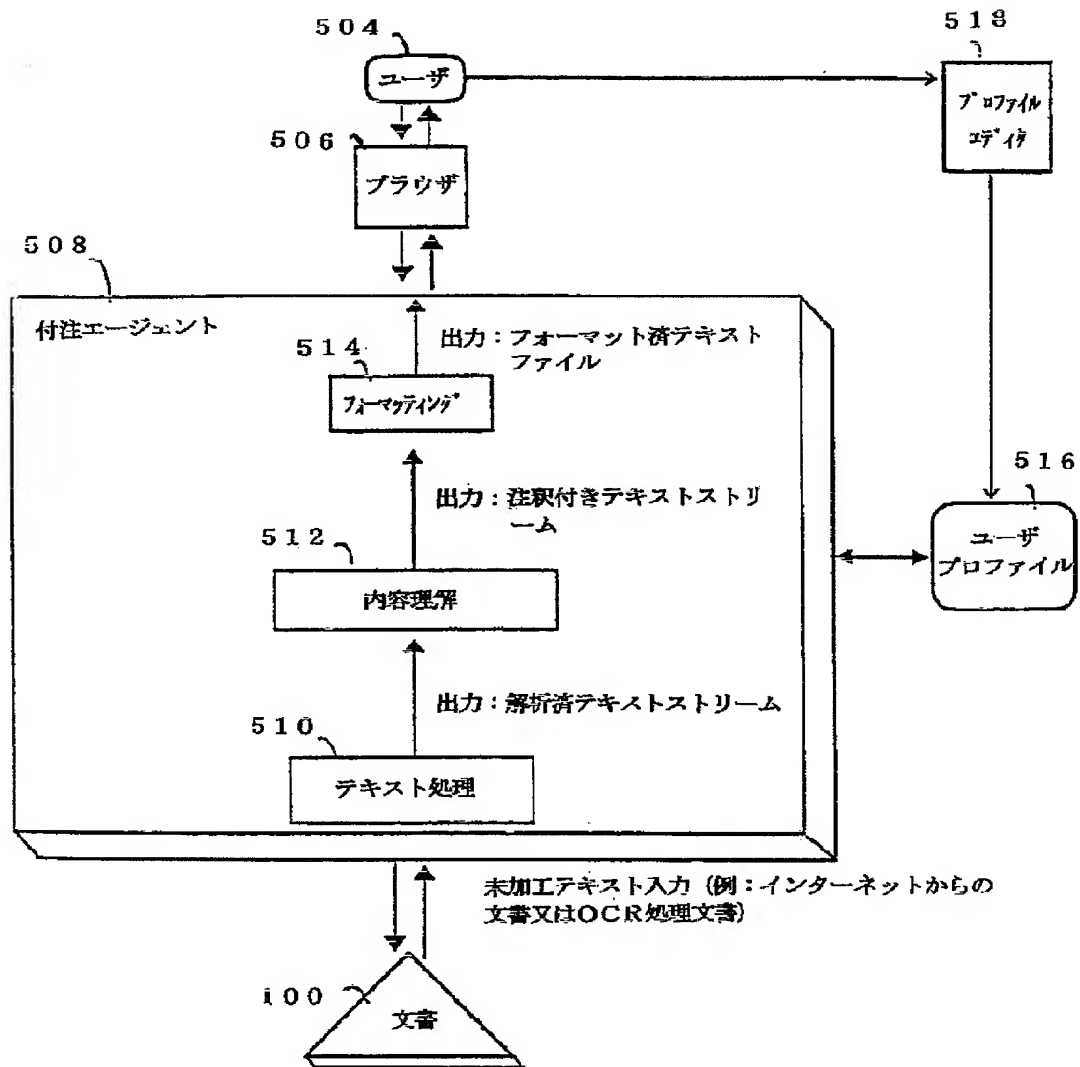 504
ユーザ
518
プロファイル
エディタ
506
ブラウザ
508
付注エージェント
出力：フォーマット済テキスト
ファイル
514
フォーマッティング
516
ユーザ
プロファイル
出力：注釈付きテキストストリ
ーム
512
内容理解
出力：解析済テキストストリーム
510
テキスト処理
未加工テキスト入力（例：インターネットからの
文書又はOCR処理文書）
100
文書